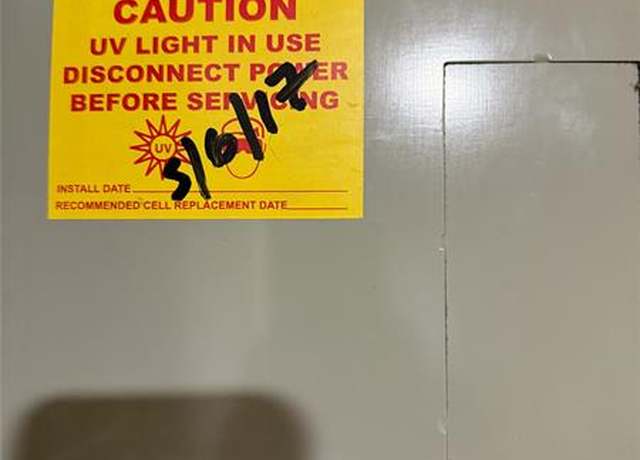 CAUTION
UV LIGHT IN USE
DISCONNECT POWER
BEFORE SERVICING
UV
5/6/12
INSTALL DATE
RECOMMENDED CELL REPLACEMENT DATE